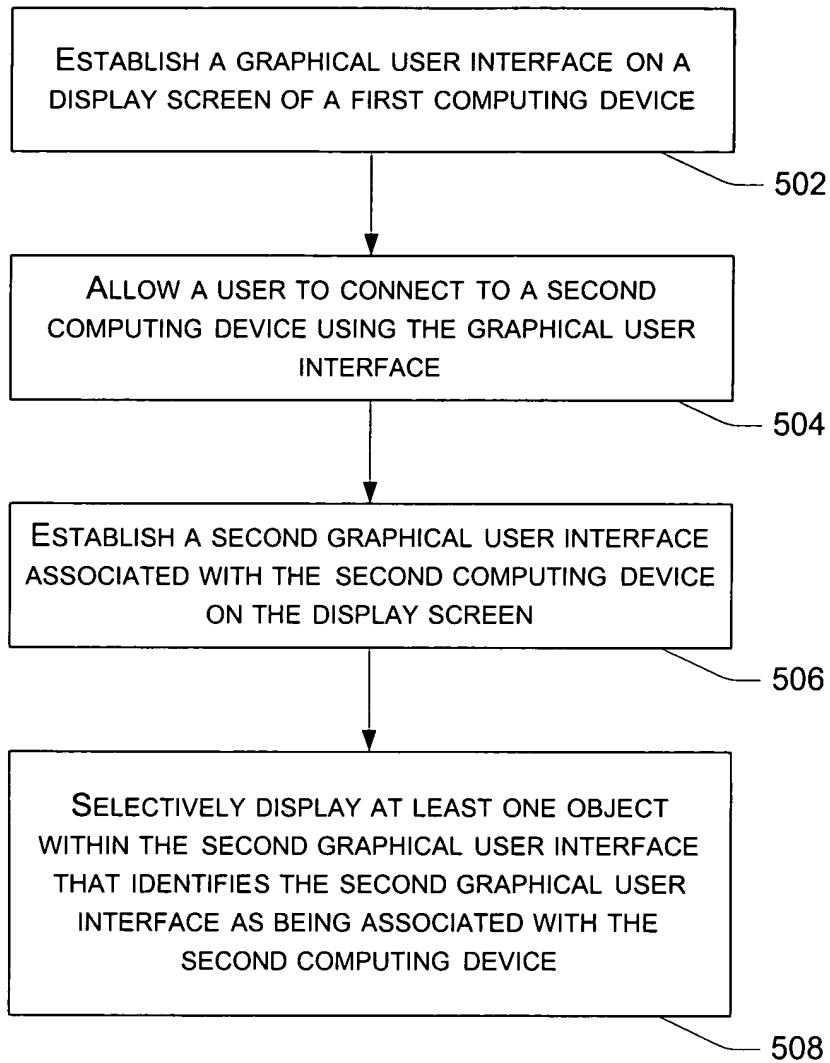 ESTABLISH A GRAPHICAL USER INTERFACE ON A
DISPLAY SCREEN OF A FIRST COMPUTING DEVICE
502
ALLOW A USER TO CONNECT TO A SECOND
COMPUTING DEVICE USING THE GRAPHICAL USER
INTERFACE
504
ESTABLISH A SECOND GRAPHICAL USER INTERFACE
ASSOCIATED WITH THE SECOND COMPUTING DEVICE
ON THE DISPLAY SCREEN
506
SELECTIVELY DISPLAY AT LEAST ONE OBJECT
WITHIN THE SECOND GRAPHICAL USER INTERFACE
THAT IDENTIFIES THE SECOND GRAPHICAL USER
INTERFACE AS BEING ASSOCIATED WITH THE
SECOND COMPUTING DEVICE
508